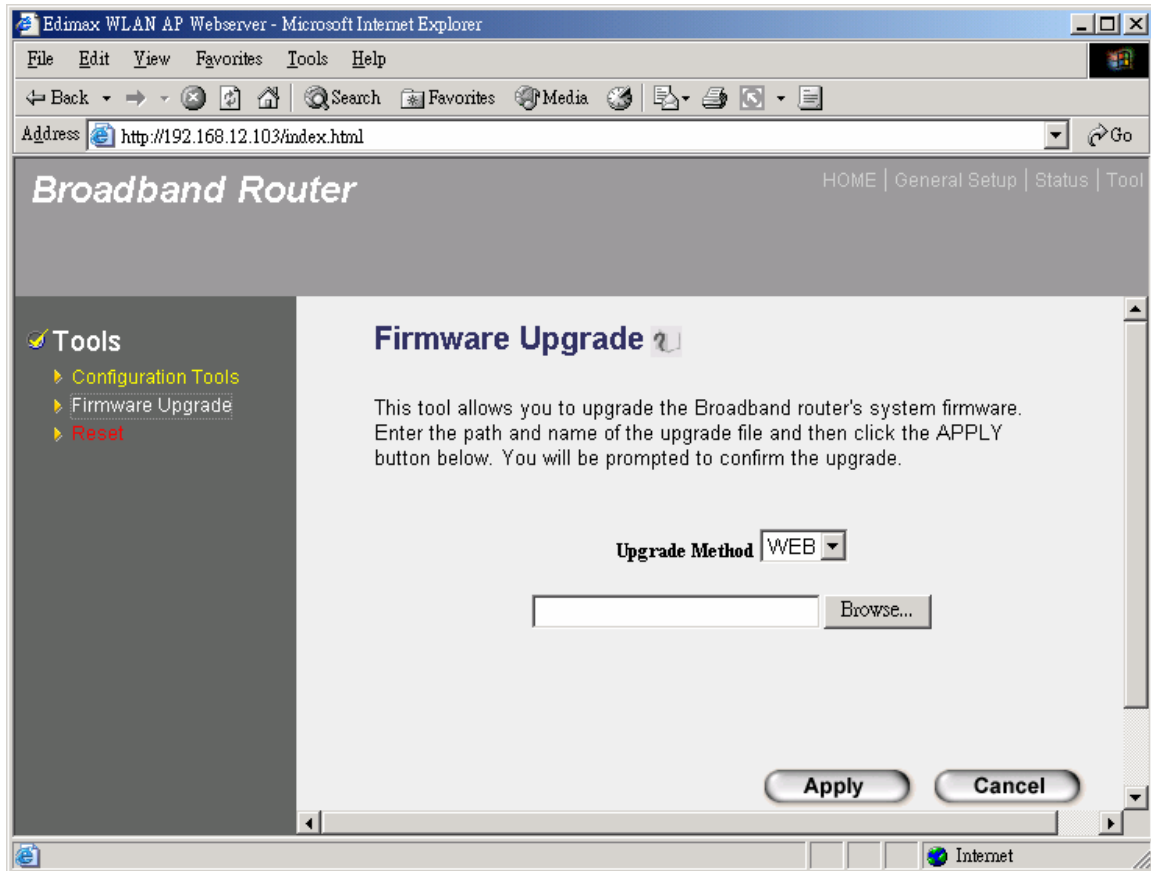 Edimax WLAN AP Webserver - Microsoft Internet Explorer
File Edit View Favorites Tools Help
Back Search Favorites Media
Address http://192.168.12.103/index.html Go
Broadband Router
HOME | General Setup | Status | Tool
Tools
Configuration Tools
Firmware Upgrade
Reset
Firmware Upgrade
This tool allows you to upgrade the Broadband router's system firmware.
Enter the path and name of the upgrade file and then click the APPLY
button below. You will be prompted to confirm the upgrade.
Upgrade Method WEB
Browse...
Apply Cancel
Internet